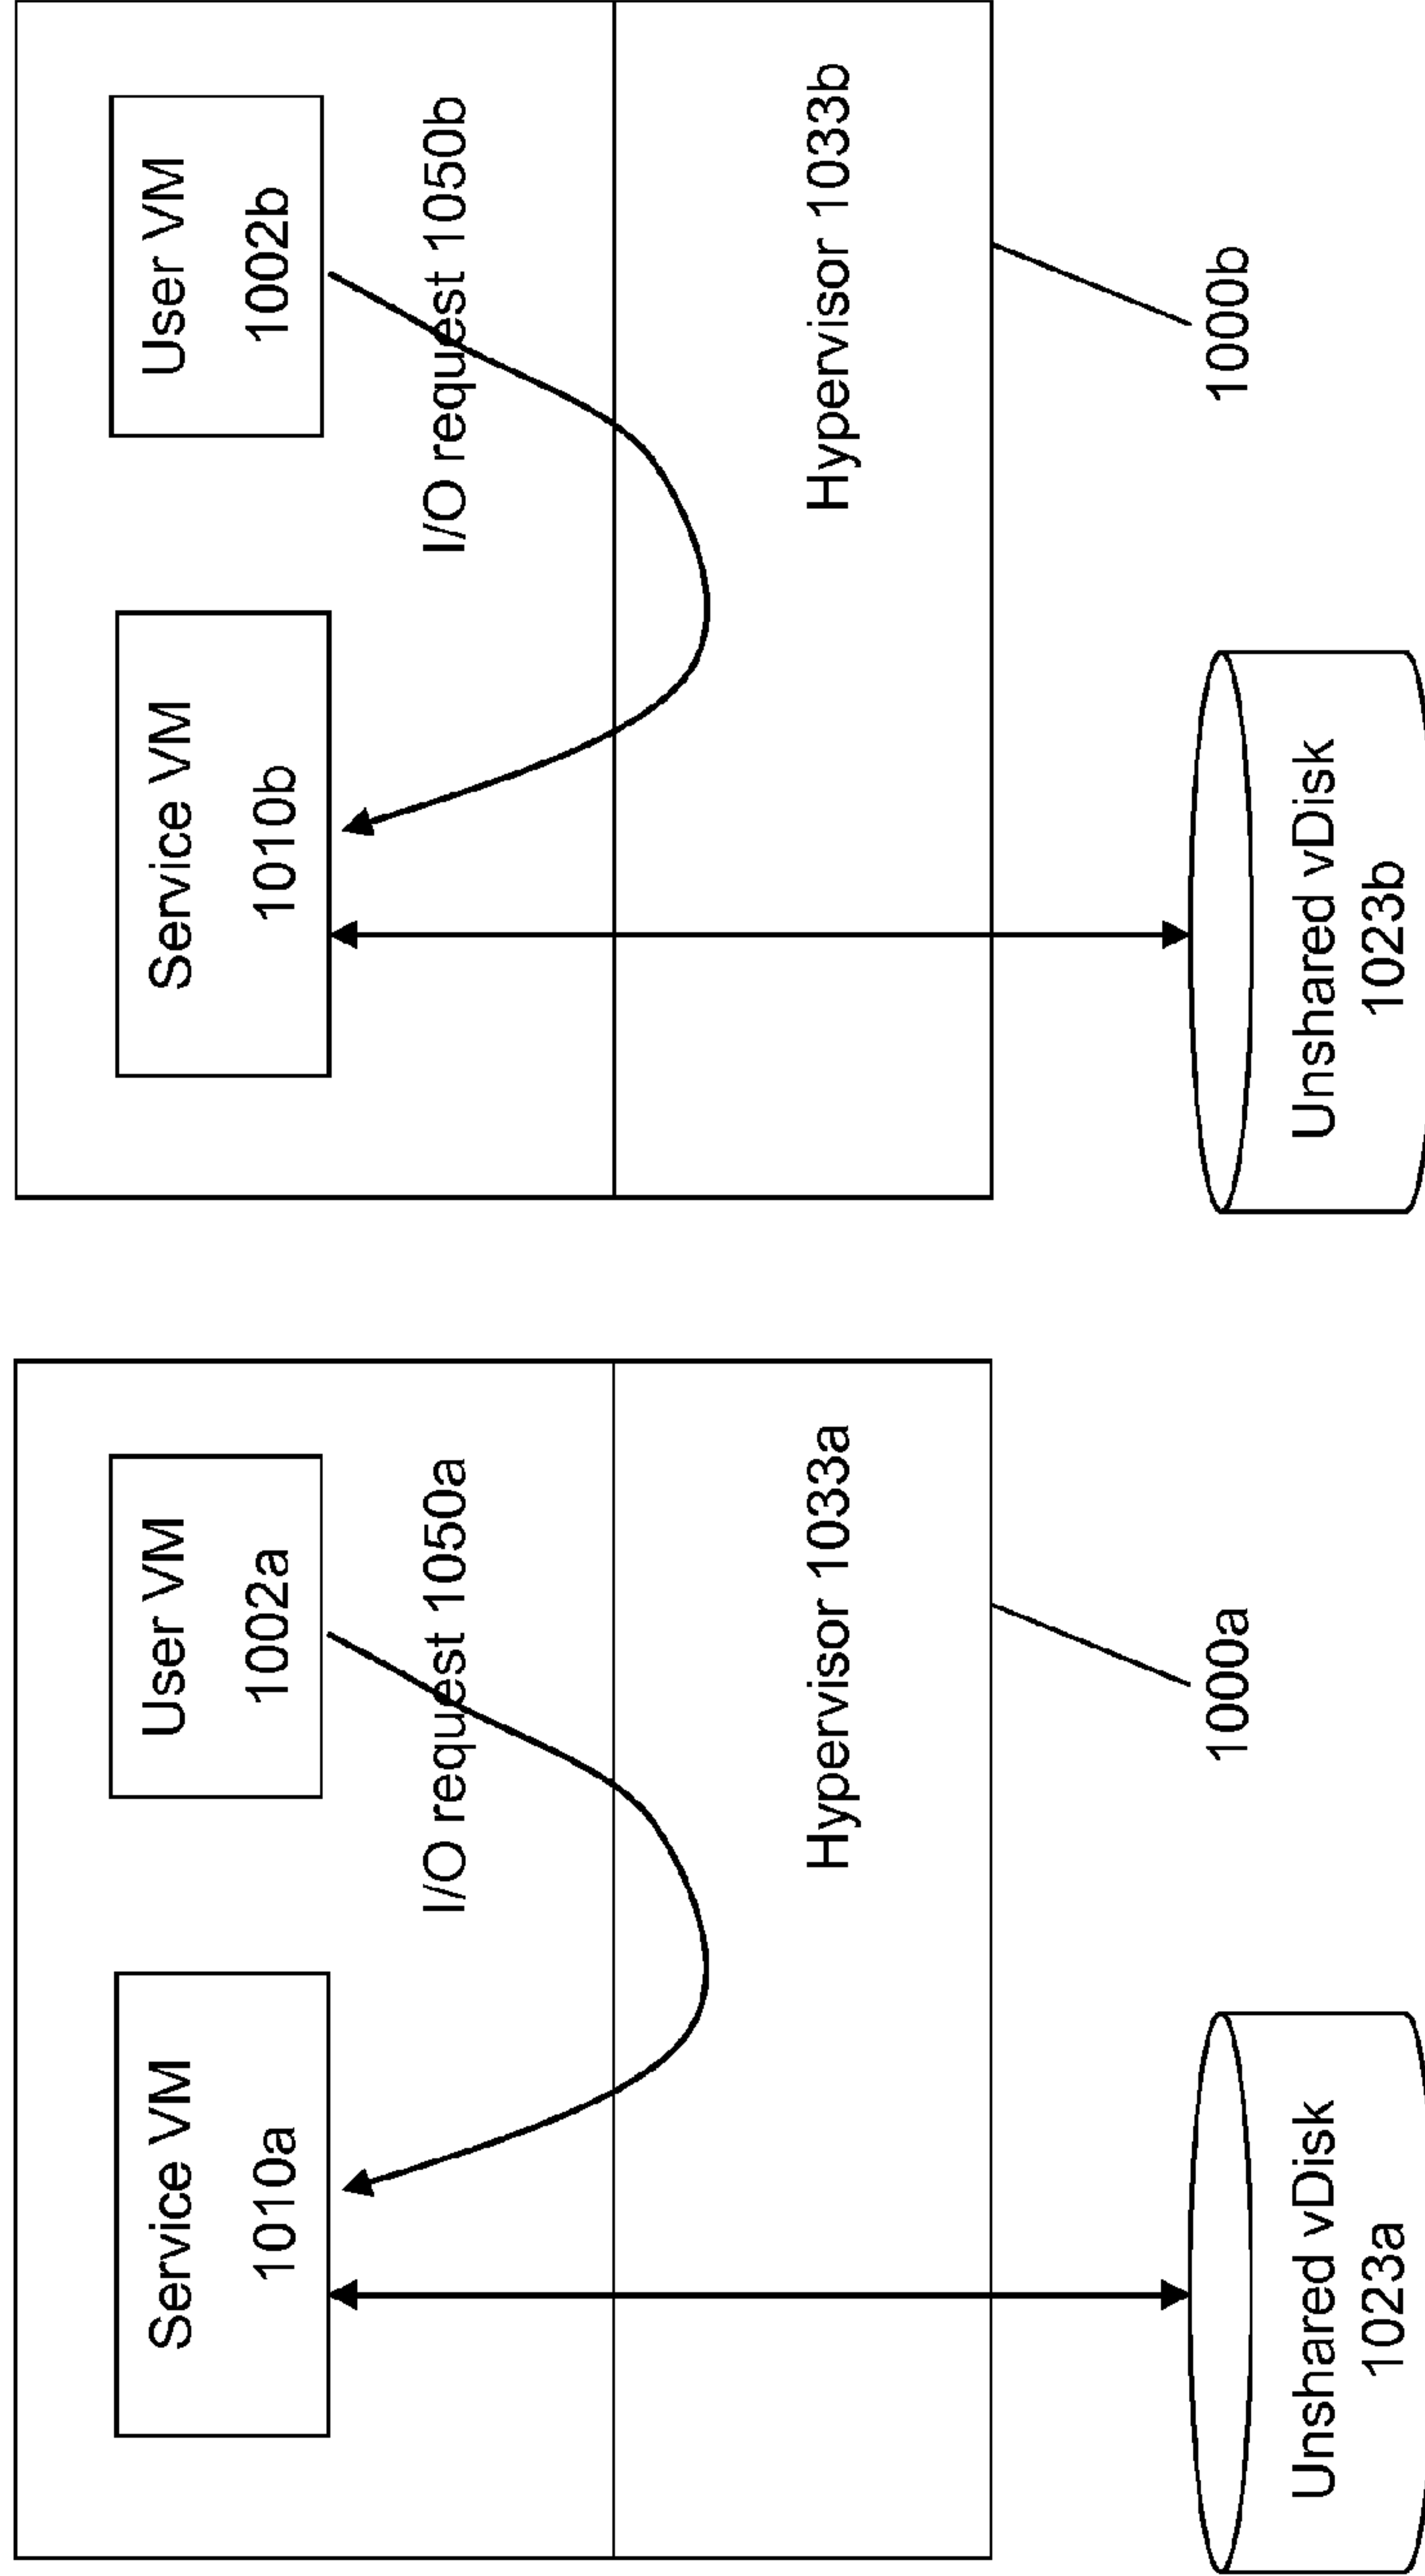 Service VM
1010a
User VM
1002a
I/O request 1050a
Hypervisor 1033a
1000a
Unshared vDisk
1023a
Service VM
1010b
User VM
1002b
I/O request 1050b
Hypervisor 1033b
1000b
Unshared vDisk
1023b